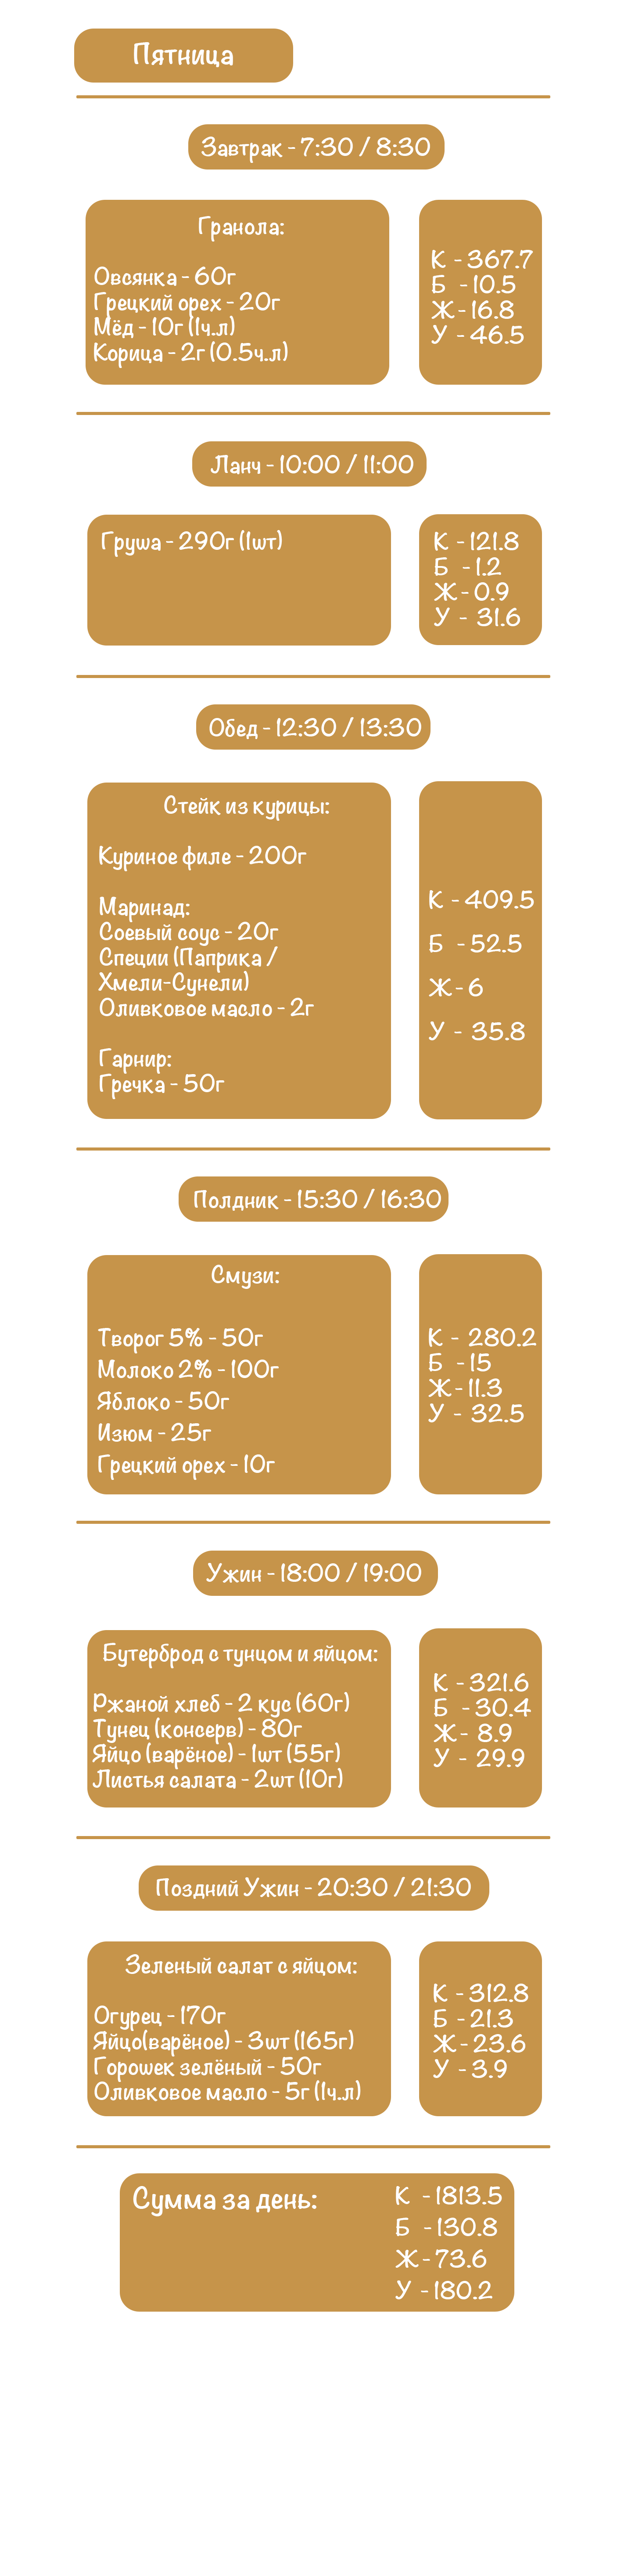 Пятница
Завтрак - 7:30 / 8:30
Гранола:
Овсянка - 60г
Грецкий орех - 20г
Мёд - 10г (1ч.л)
Корица - 2г (0.5ч.л)
К - 367.7
Б - 10.5
Ж - 16.8
У - 46.5
Ланч - 10:00 / 11:00
Груша - 290г (1шт)
К - 121.8
Б - 1.2
Ж - 0.9
У - 31.6
Обед - 12:30 / 13:30
Стейк из курицы:
Куриное филе - 200г
Маринад:
Соевый соус - 20г
Специи (Паприка /
Хмели-Сунели)
Оливковое масло - 2г
Гарнир:
Гречка - 50г
К - 409.5
Б - 52.5
Ж - 6
У - 35.8
Полдник - 15:30 / 16:30
Смузи:
Творог 5% - 50г
Молоко 2% - 100г
Яблоко - 50г
Изюм - 25г
Грецкий орех - 10г
К - 280.2
Б - 15
Ж - 11.3
У - 32.5
Ужин - 18:00 / 19:00
Бутерброд с тунцом и яйцом:
Ржаной хлеб - 2 кус (60г)
Тунец (консерв) - 80г
Яйцо (варёное) - 1шт (55г)
Листья салата - 2шт (10г)
К - 321.6
Б - 30.4
Ж - 8.9
У - 29.9
Поздний Ужин - 20:30 / 21:30
Зеленый салат с яйцом:
Огурец - 170г
Яйцо(варёное) - 3шт (165г)
Горошек зелёный - 50г
Оливковое масло - 5г (1ч.л)
К - 312.8
Б - 21.3
Ж - 23.6
У - 3.9
Сумма за день:
К - 1813.5
Б - 130.8
Ж - 73.6
У - 180.2